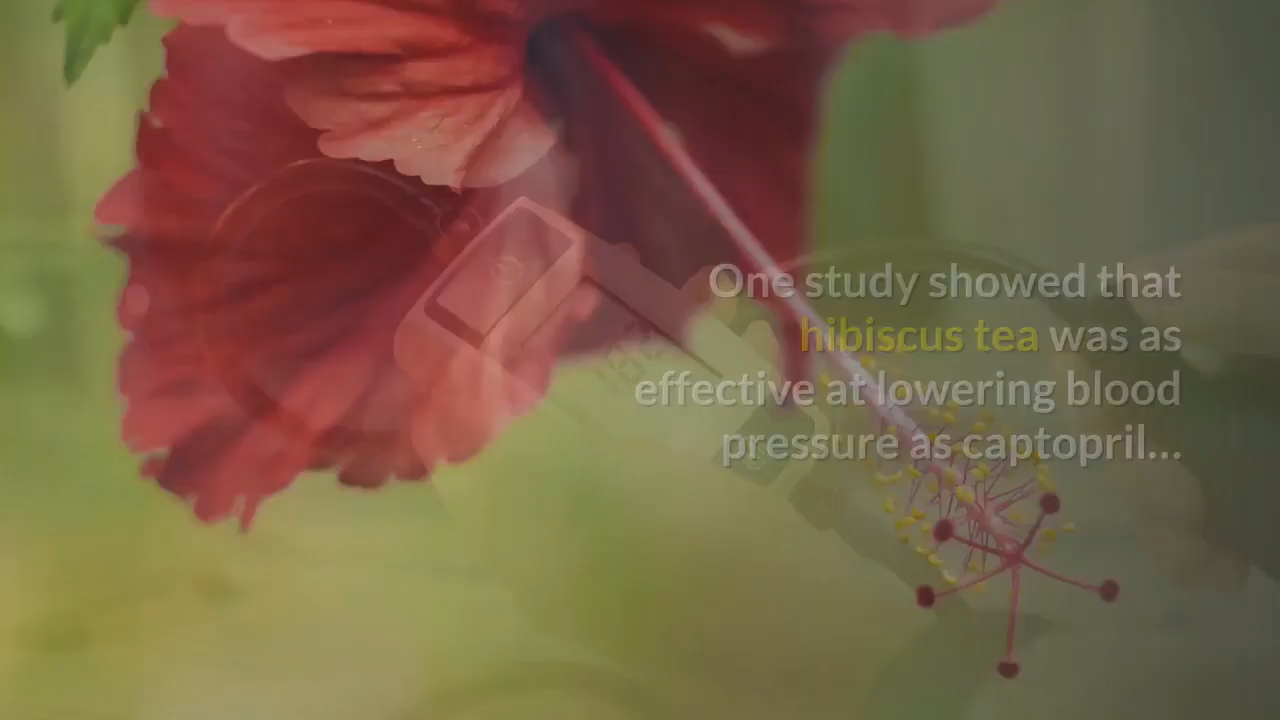 One study showed that
hibiscus tea was as
effective at lowering blood
pressure as captopril...